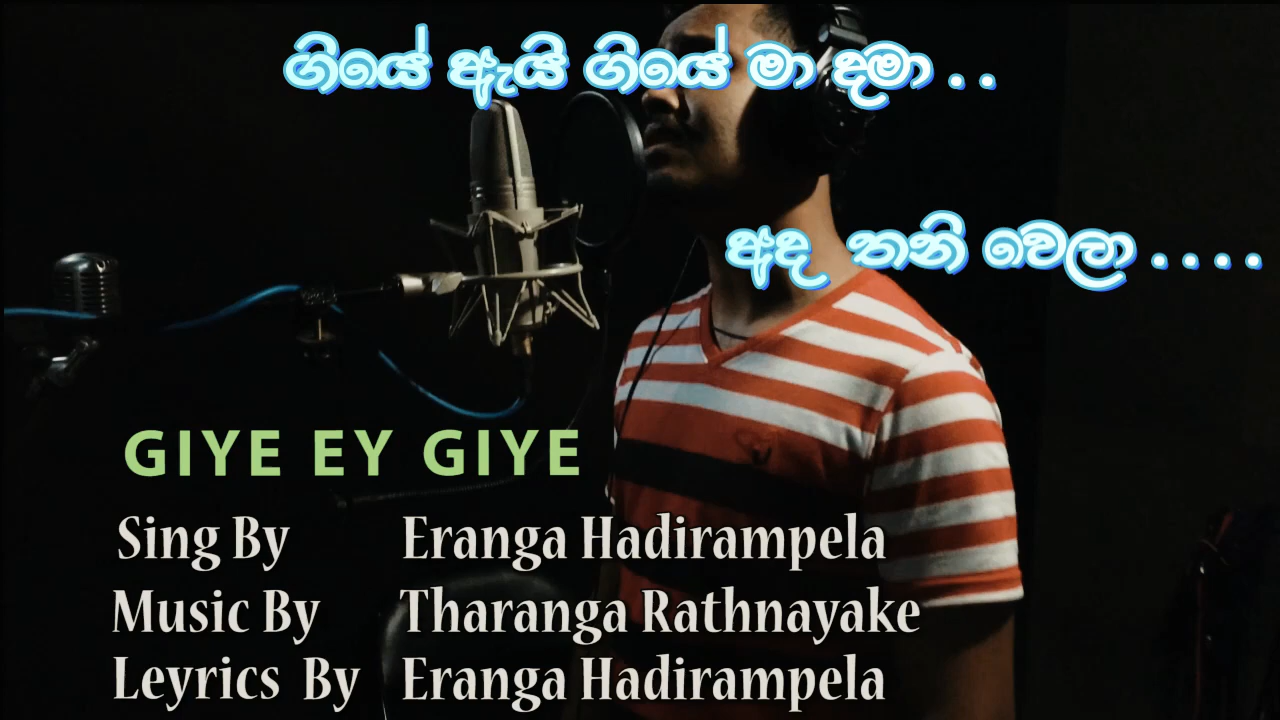 ගියේ ඇයි ගියේ මා දමා . .
අද තනි වෙලා . . . .
GIYE EY GIYE
Sing By Eranga Hadirampela
Music By Tharanga Rathnayake
Leyrics By Eranga Hadirampela